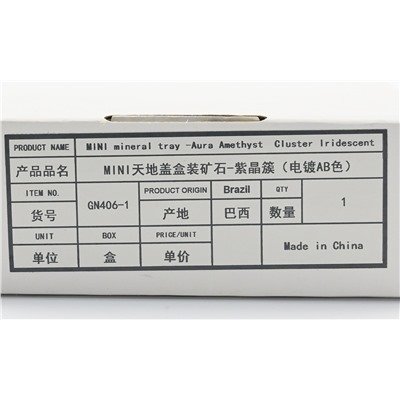 PRODUCT NAME MINI mineral tray -Aura Amethyst Cluster Iridescent
产品品名 MINI天地盖盒装矿石-紫晶簇（电镀AB色）
ITEM NO. GN406-1 PRODUCT ORIGIN Brazil QTY 1
货号 产地 巴西 数量
UNIT BOX PRICE/UNIT Made in China
单位 盒 单价